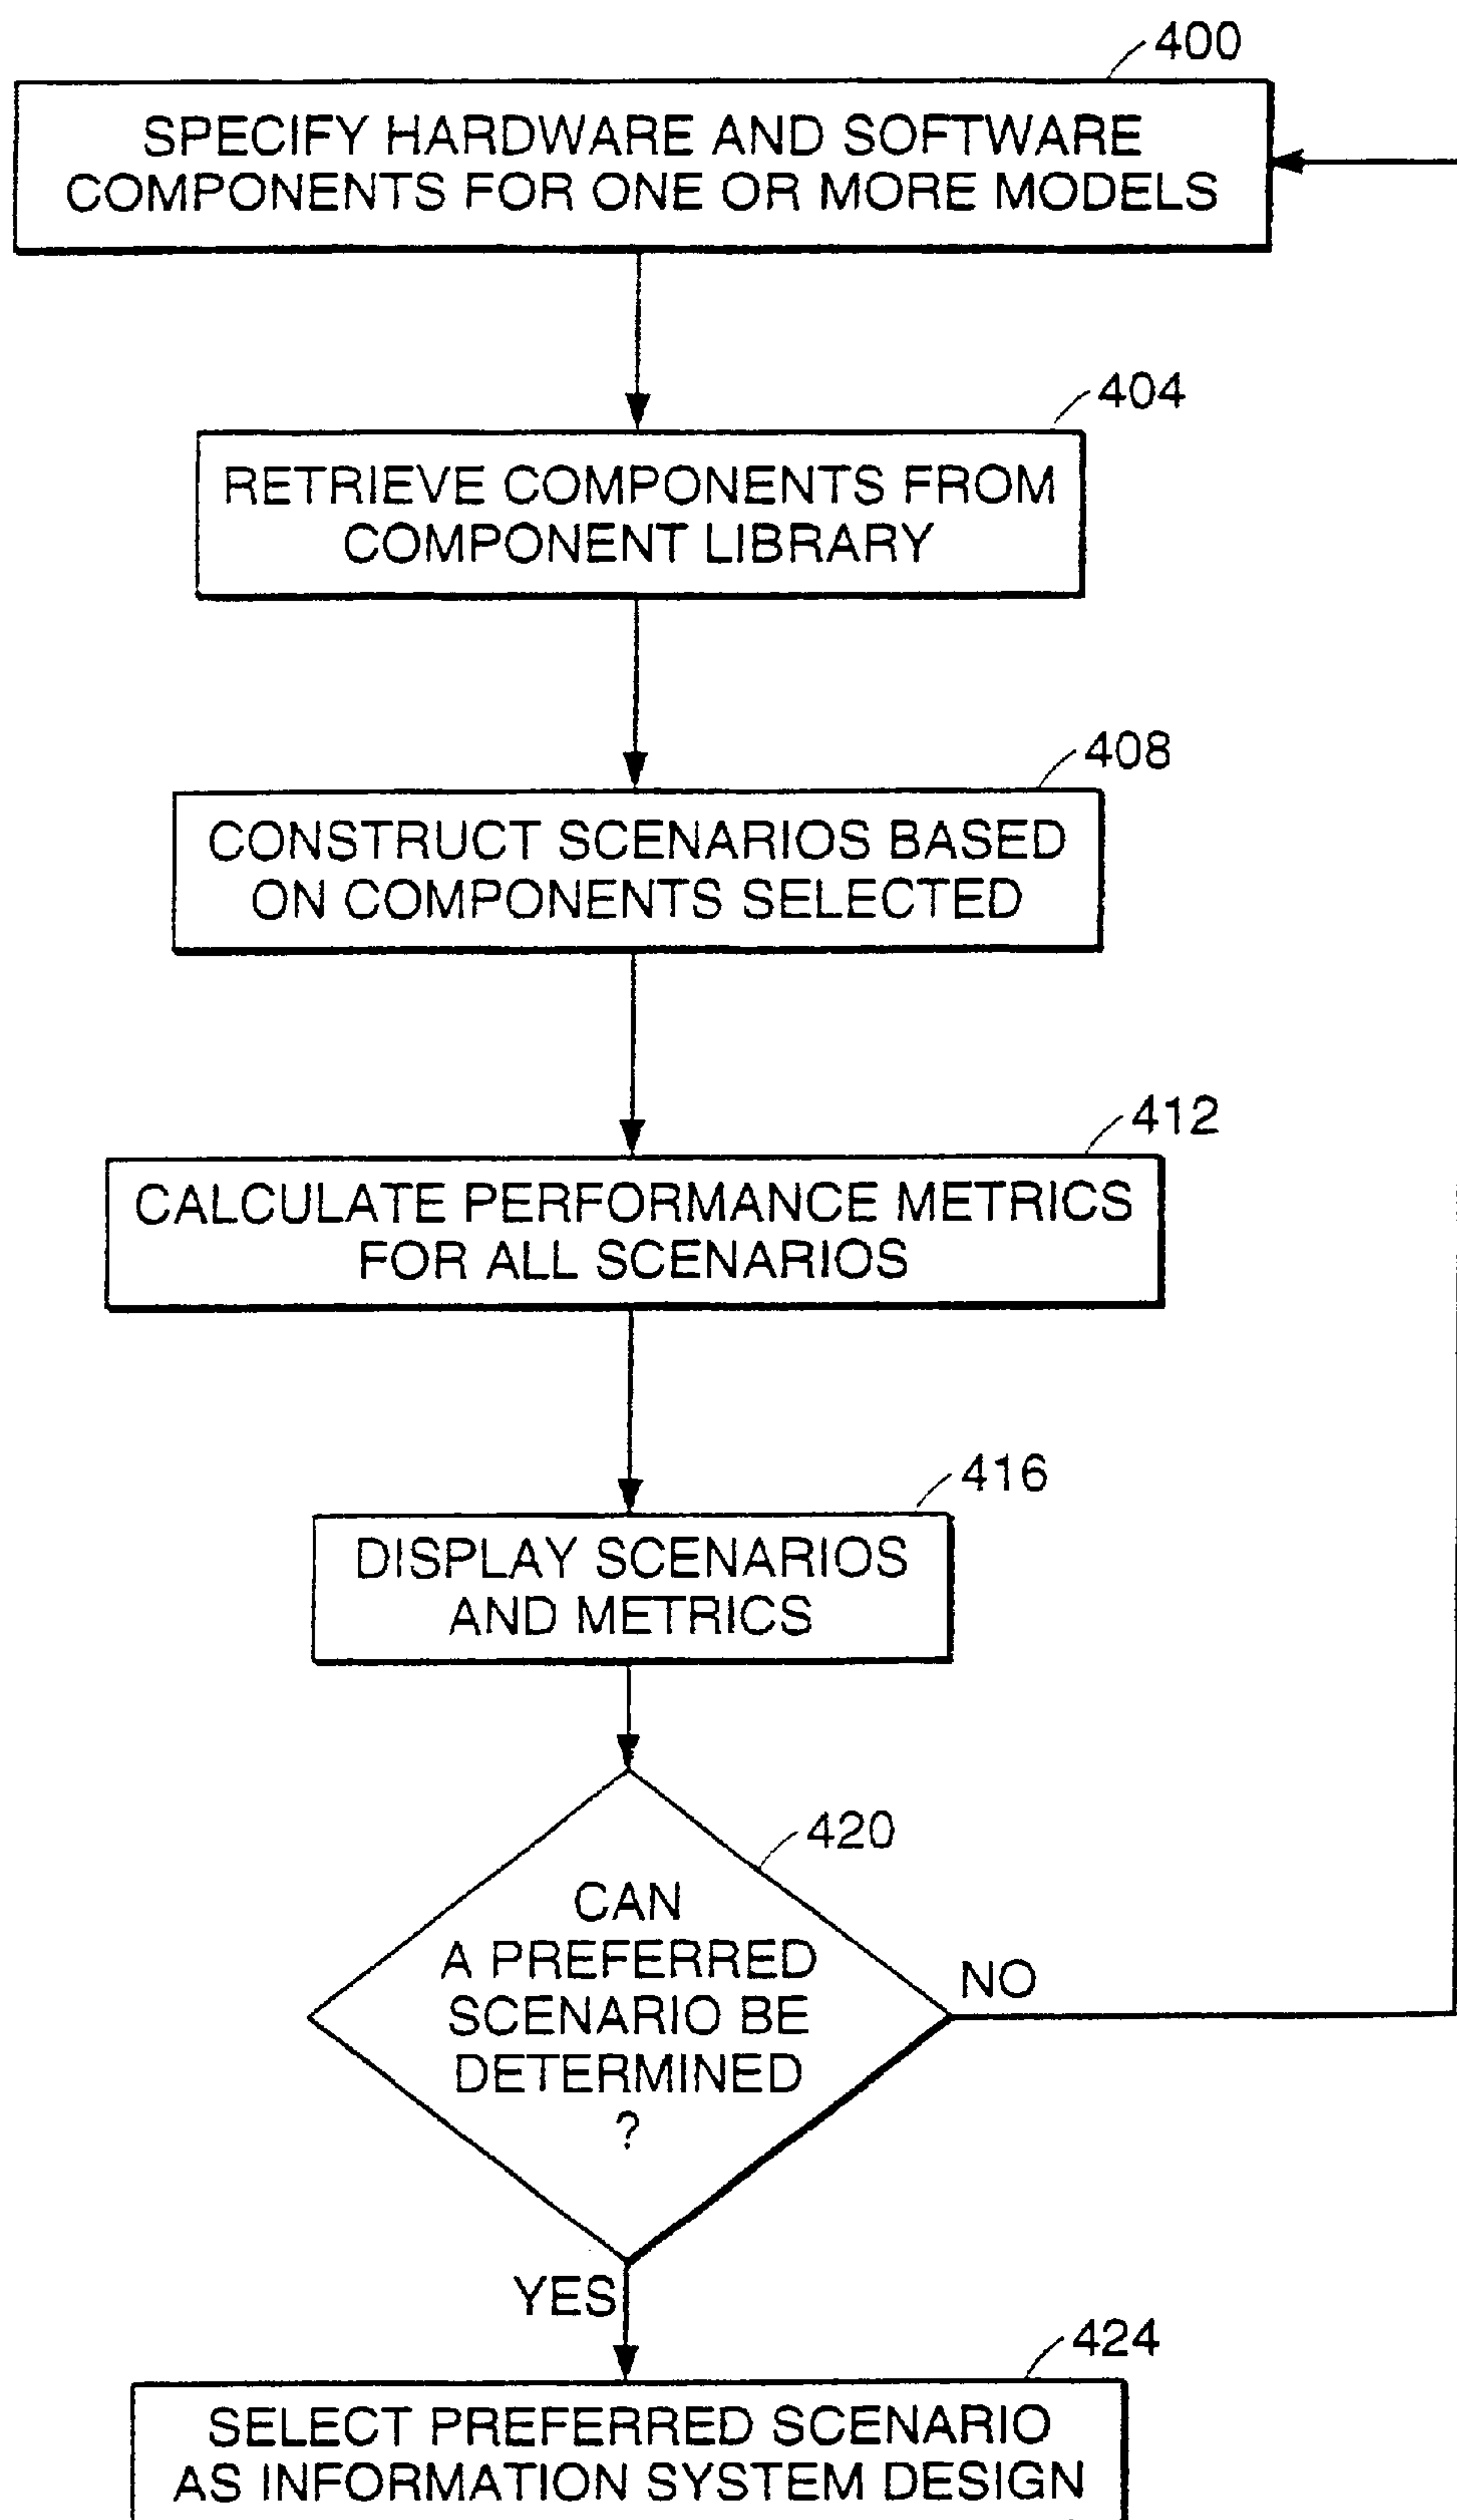 400
SPECIFY HARDWARE AND SOFTWARE
COMPONENTS FOR ONE OR MORE MODELS
404
RETRIEVE COMPONENTS FROM
COMPONENT LIBRARY
408
CONSTRUCT SCENARIOS BASED
ON COMPONENTS SELECTED
412
CALCULATE PERFORMANCE METRICS
FOR ALL SCENARIOS
416
DISPLAY SCENARIOS
AND METRICS
420
CAN
A PREFERRED
SCENARIO BE
DETERMINED
?
NO
YES
424
SELECT PREFERRED SCENARIO
AS INFORMATION SYSTEM DESIGN